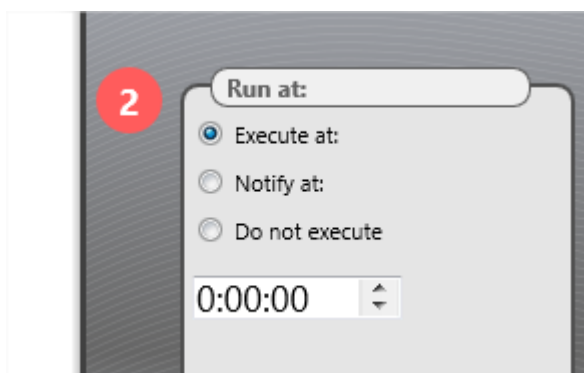 2
Run at:
Execute at:
Notify at:
Do not execute
0:00:00